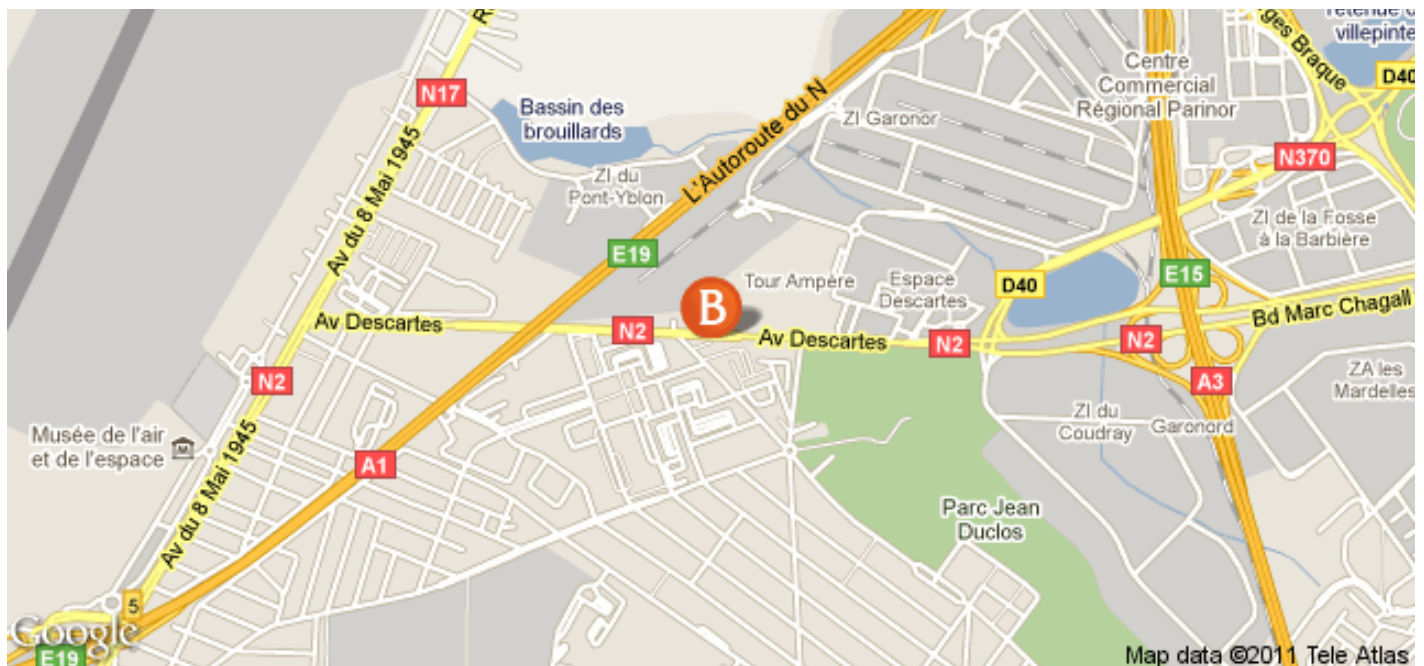 retenue d
villepinte
rges Braque
D40
Centre
Commercial
Régional Parinor
N17
Bassin des
brouillards
L'Autoroute du N
ZI Garonor
N370
ZI du
Pont-Yblon
Av du 8 Mai 1945
ZI de la Fosse
à la Barbière
E19
Tour Ampère
Espace
Descartes
D40
E15
B
Av Descartes
N2
Av Descartes
N2
N2
Bd Marc Chagall
N2
A3
ZA les
Mardelles
ZI du
Coudray
Garonord
Musée de l'air
et de l'espace
M
A1
Av du 8 Mai 1945
Parc Jean
Duclos
5
Google
E19
Map data ©2011 Tele Atlas